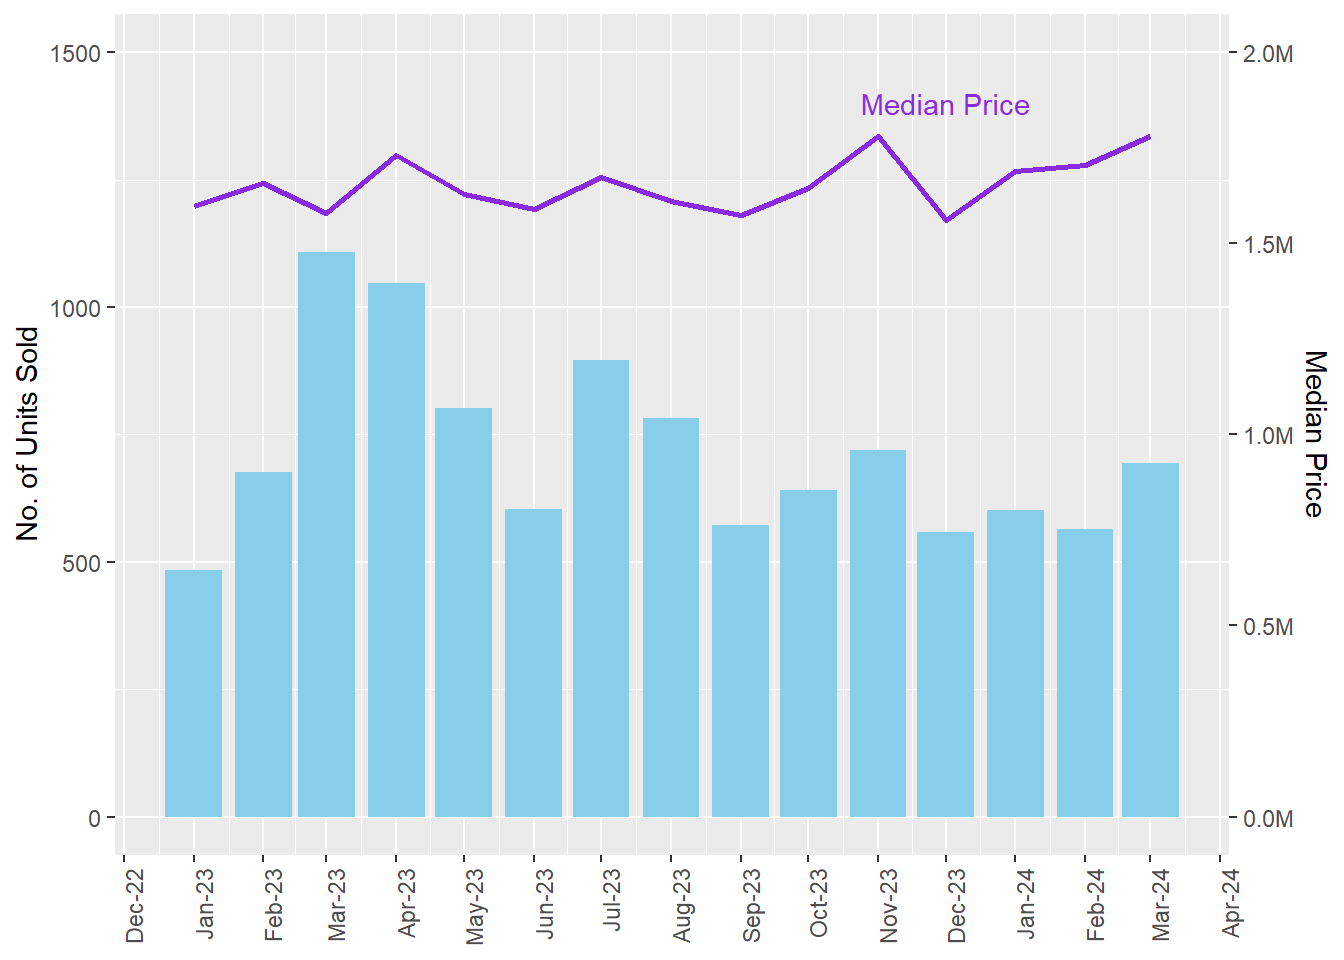 1500
1000
500
0
No. of Units Sold
Median Price
2.0M
1.5M
1.0M
0.5M
0.0M
Median Price
Dec-22
Jan-23
Feb-23
Mar-23
Apr-23
May-23
Jun-23
Jul-23
Aug-23
Sep-23
Oct-23
Nov-23
Dec-23
Jan-24
Feb-24
Mar-24
Apr-24